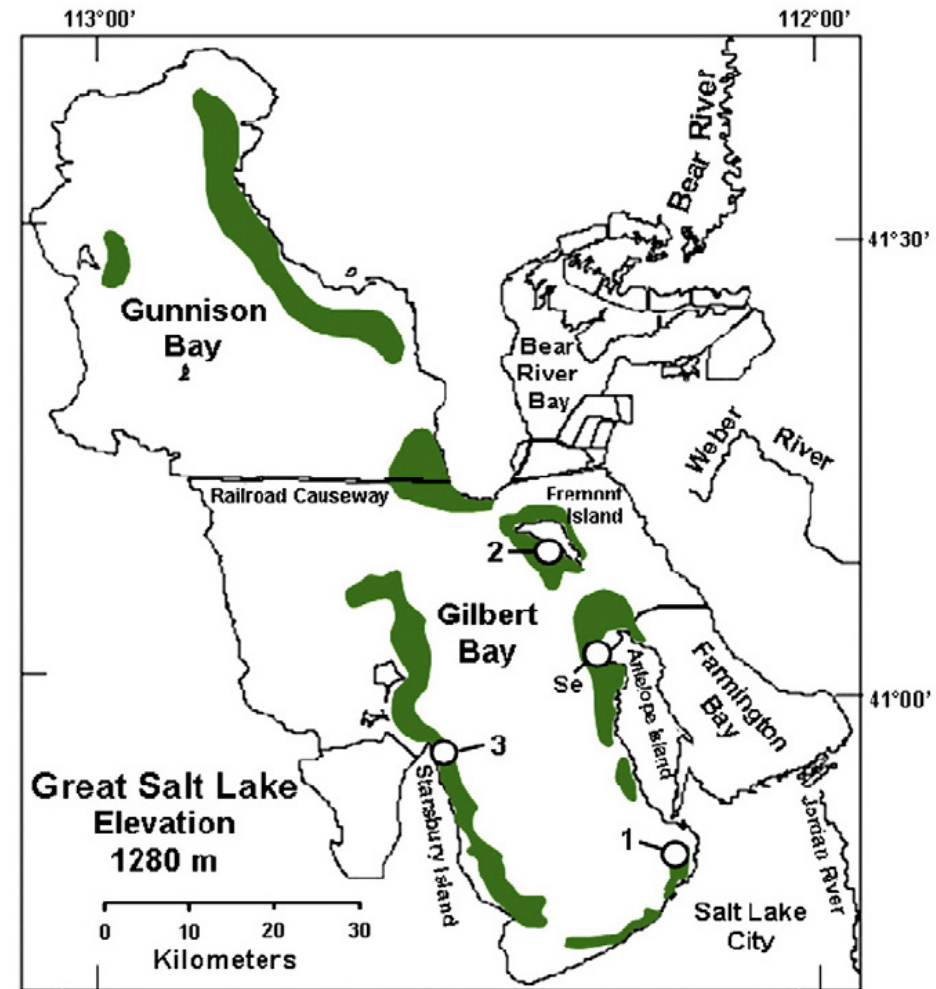 113°00'
112°00'
Bear River
41°30'
Gunnison
Bay
Bear
River
Bay
Weber
River
Railroad Causeway
Fremont
Island
2
Gilbert
Bay
Se
Antelope Island
Farmington
Bay
41°00'
3
Great Salt Lake
Elevation
1280 m
Stansbury Island
1
Jordan River
Salt Lake
City
0 10 20 30
Kilometers